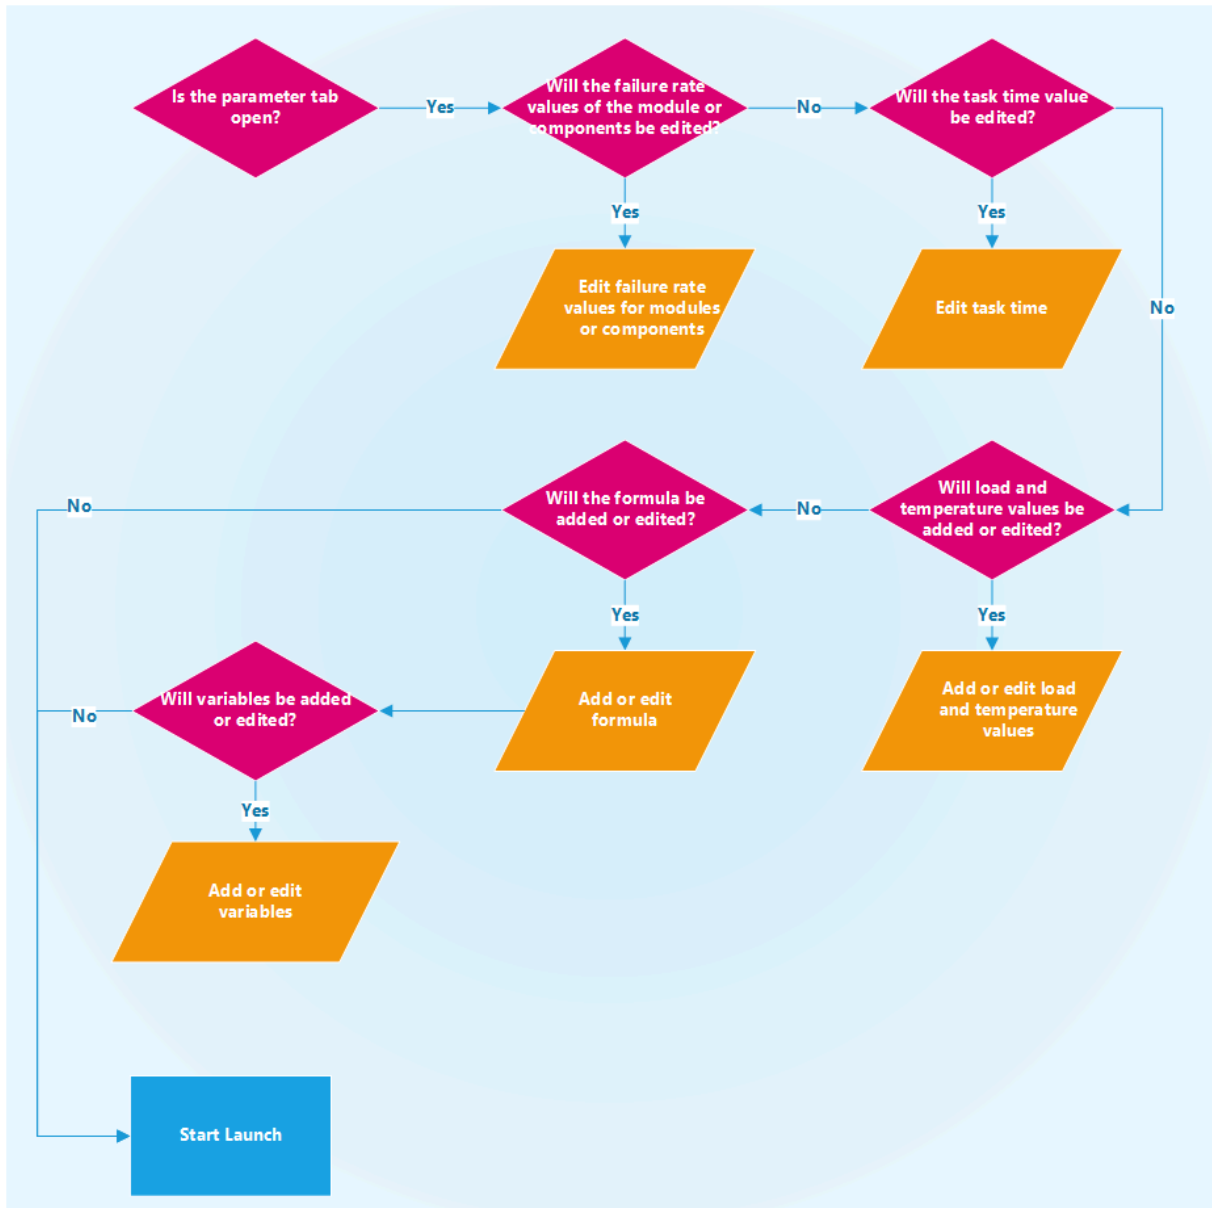 Is the parameter tab
open?
Yes
Will the failure rate
values of the module or
components be edited?
No
Will the task time value
be edited?
Yes
Yes
Edit failure rate
values for modules
or components
Edit task time
No
No
Will the formula be
added or edited?
No
Will load and
temperature values be
added or edited?
Yes
Yes
Will variables be added
or edited?
No
Add or edit
formula
Add or edit load
and temperature
values
Yes
Add or edit
variables
Start Launch